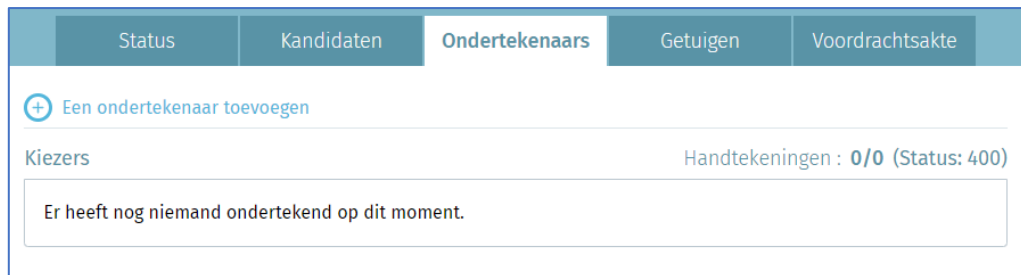 Status Kandidaten Ondertekenaars Getuigen Voordrachtsakte
Een ondertekenaar toevoegen
Kiezers Handtekeningen : 0/0 (Status: 400)
Er heeft nog niemand ondertekend op dit moment.